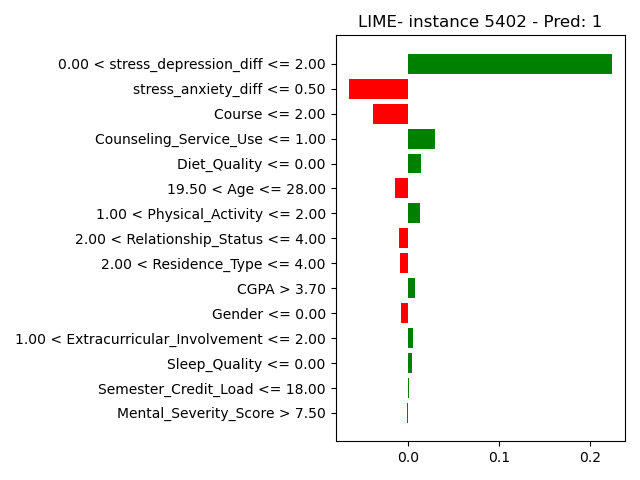 LIME- instance 5402 - Pred: 1
0.00 < stress_depression_diff <= 2.00
stress_anxiety_diff <= 0.50
Course <= 2.00
Counseling_Service_Use <= 1.00
Diet_Quality <= 0.00
19.50 < Age <= 28.00
1.00 < Physical_Activity <= 2.00
2.00 < Relationship_Status <= 4.00
2.00 < Residence_Type <= 4.00
CGPA > 3.70
Gender <= 0.00
1.00 < Extracurricular_Involvement <= 2.00
Sleep_Quality <= 0.00
Semester_Credit_Load <= 18.00
Mental_Severity_Score > 7.50
0.0 0.1 0.2